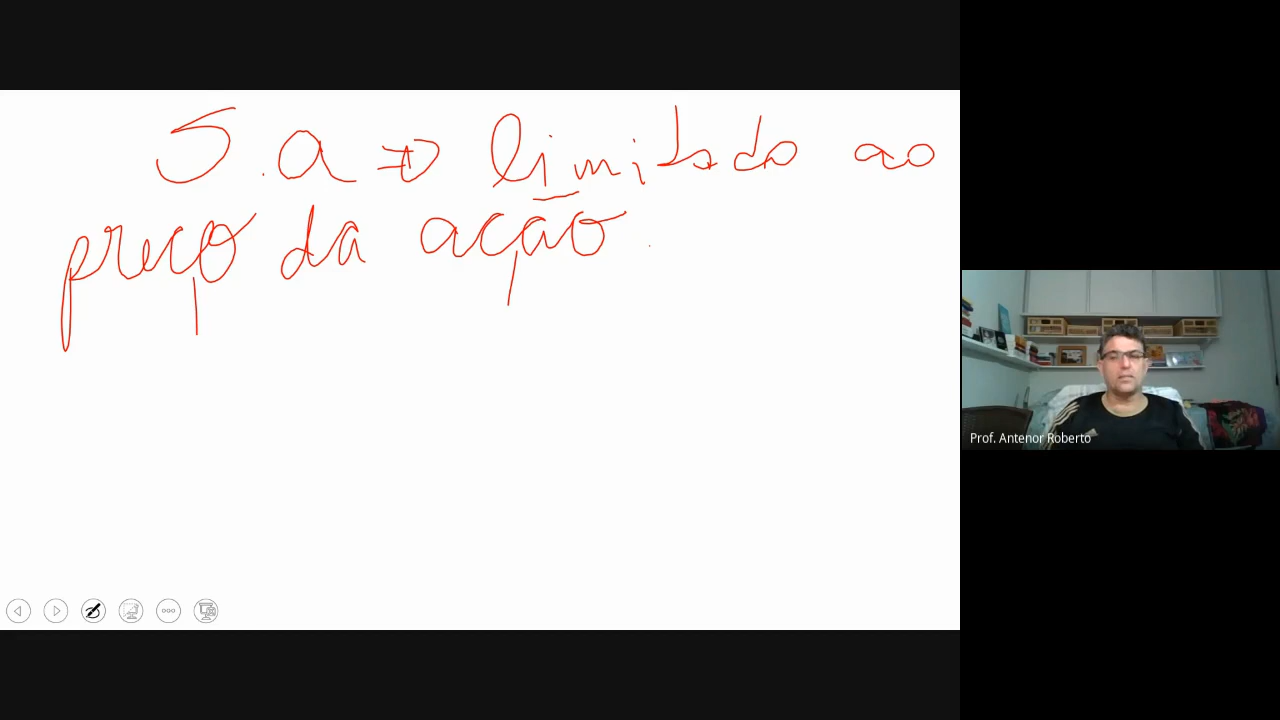 S.a => limitado ao
preço da ação.
Prof. Antenor Roberto